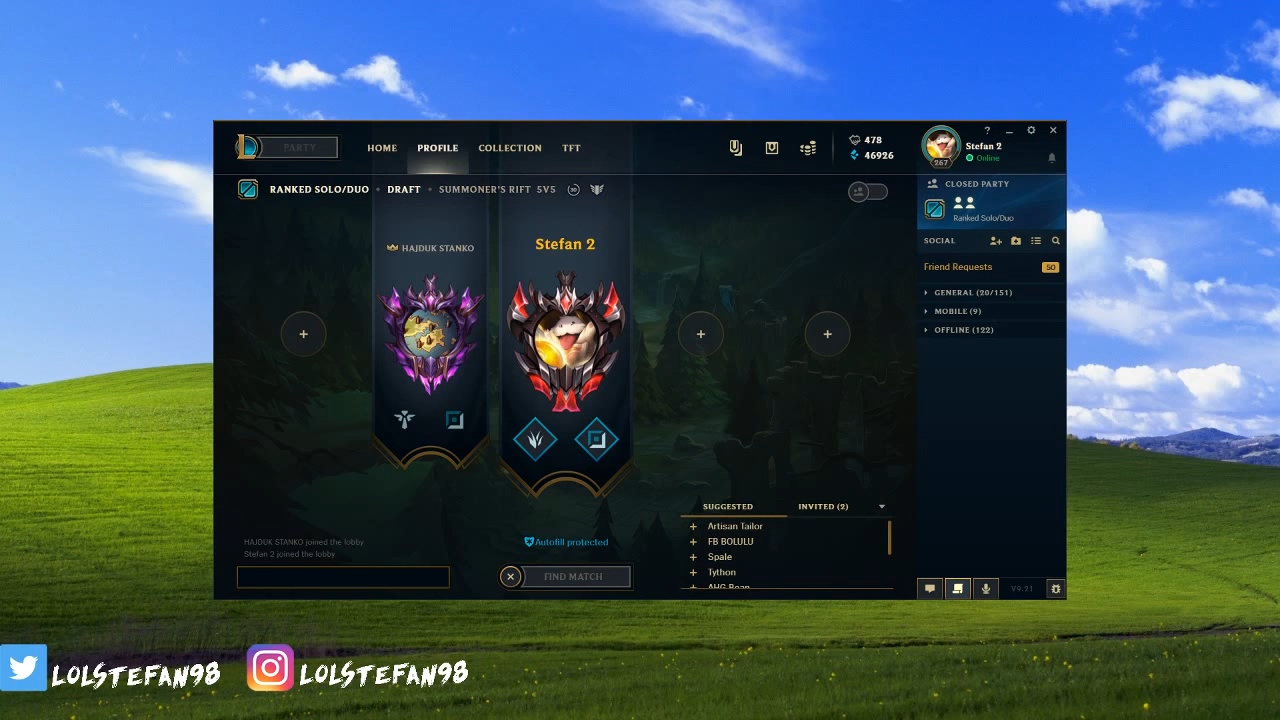 PARTY
HOME PROFILE COLLECTION TFT
478
46926
?
267
Stefan 2
Online
RANKED SOLO/DUO • DRAFT • SUMMONER'S RIFT 5V5
CLOSED PARTY
Ranked Solo/Duo
SOCIAL
Friend Requests 50
GENERAL (20/151)
MOBILE (9)
OFFLINE (122)
HAJDUK STANKO
Stefan 2
SUGGESTED INVITED (2)
Artisan Tailor
FB BOLULU
Spale
Tython
HAJDUK STANKO joined the lobby
Stefan 2 joined the lobby
Autofill protected
FIND MATCH
V9.21
LOLSTEFAN98 LOLSTEFAN98